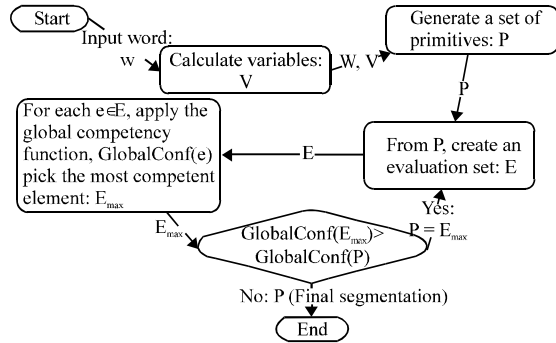 Start
Input word:
w
Calculate variables:
V
W, V
Generate a set of
primitives: P
P
From P, create an
evaluation set: E
E
For each e∈E, apply the
global competency
function, GlobalConf(e)
pick the most competent
element: Emax
Emax
GlobalConf(Emax)>
GlobalConf(P)
Yes:
P = Emax
No: P (Final segmentation)
End